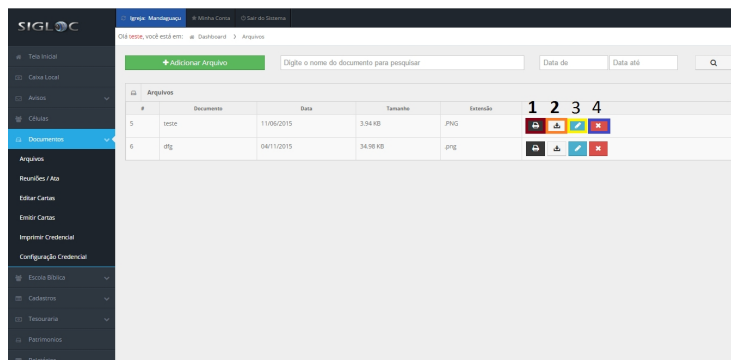 SIGLOC
Igreja: Mandaguaçu Minha Conta Sair do Sistema
Olá teste, você está em: Dashboard > Arquivos
Tela Inicial
Caixa Local
Avisos
Células
Documentos
Arquivos
Reuniões / Ata
Editar Cartas
Emitir Cartas
Imprimir Credencial
Configuração Credencial
Escola Bíblica
Cadastros
Tesouraria
Patrimonios
+ Adicionar Arquivo Digite o nome do documento para pesquisar Data de Data até
Arquivos
# Documento Data Tamanho Extensão
1 2 3 4
5 teste 11/06/2015 3.94 KB .PNG
6 dfg 04/11/2015 34.98 KB .png